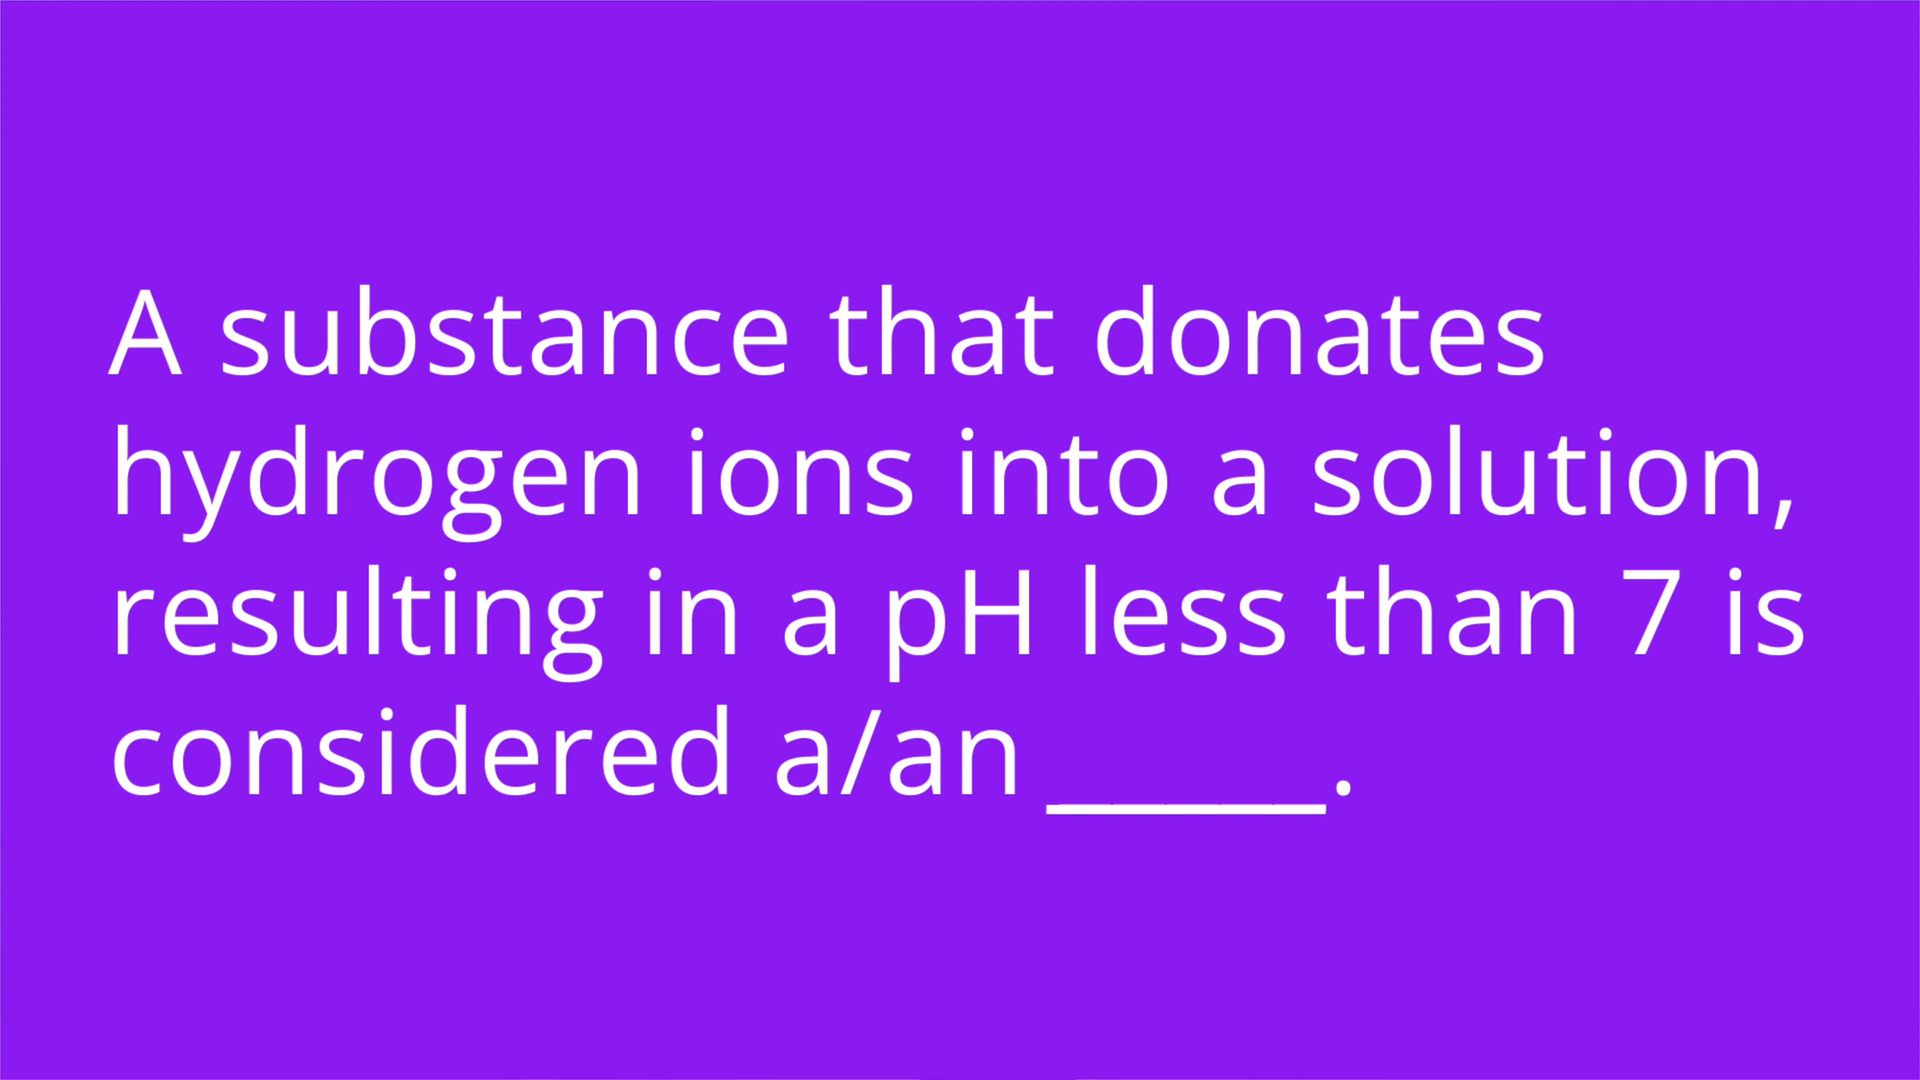 A substance that donates
hydrogen ions into a solution,
resulting in a pH less than 7 is
considered a/an _____.